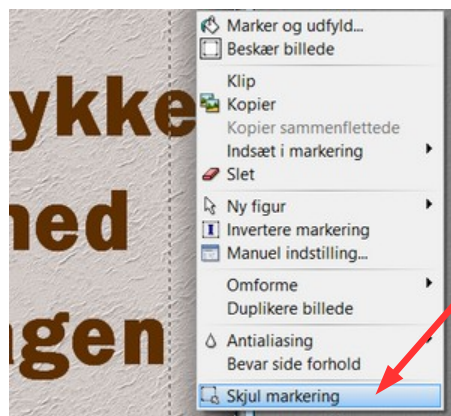 ykke
ned
agen
Marker og udfyld...
Beskær billede
Klip
Kopier
Kopier sammenflettede
Indsæt i markering
Slet
Ny figur
Invertere markering
Manuel indstilling...
Omforme
Duplikere billede
Antialiasing
Bevar side forhold
Skjul markering